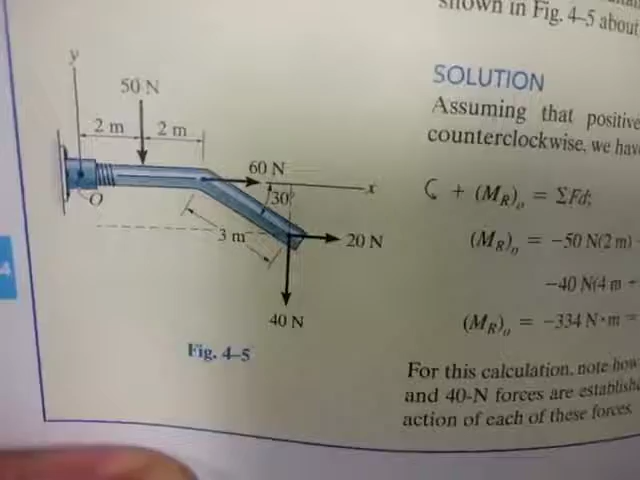 shown in Fig. 4–5 about
SOLUTION
Assuming that positive
counterclockwise, we have
(+ (M_R)_o = ΣFd;
(M_R)_o = −50 N(2 m)
−40 N(4 m +
(M_R)_o = −334 N·m =
For this calculation, note how
and 40-N forces are
action of each of these forces.
y
50 N
2 m
2 m
60 N
x
30°
O
3 m
20 N
40 N
Fig. 4–5
4